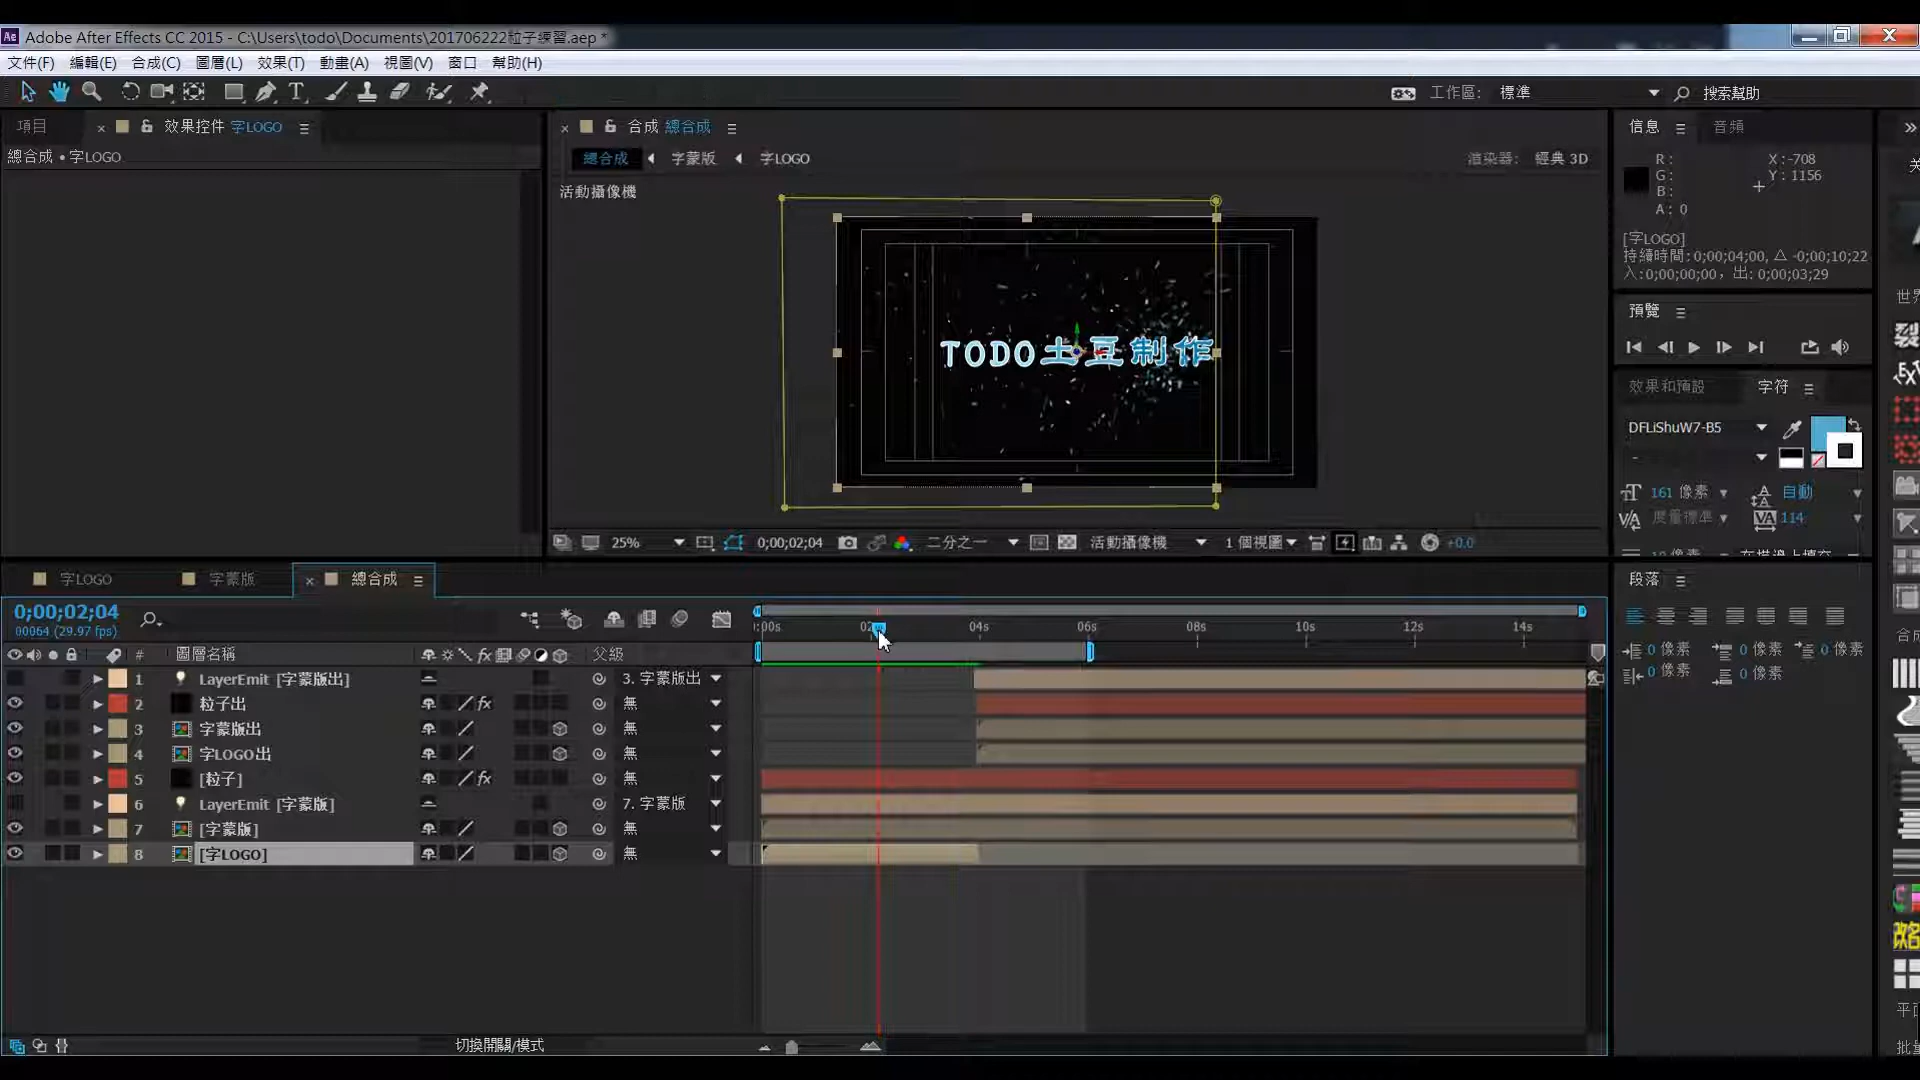 Adobe After Effects CC 2015 - C:\Users\todo\Documents\201706222粒子練習.aep *
文件(F) 編輯(E) 合成(C) 圖層(L) 效果(T) 動畫(A) 視圖(V) 窗口 幫助(H)
工作區: 標準 搜索幫助
項目 效果控件 字LOGO
總合成 • 字LOGO
合成 總合成
總合成 字蒙版 字LOGO
渲染器: 經典 3D
活動攝像機
TODO土豆制作
25% 0;00;02;04 二分之一 活動攝像機 1 個視圖 +0.0
信息 音頻
R: X:-708
G: Y: 1156
B:
A: 0
[字LOGO]
持續時間: 0;00;04;00, △ -0;00;10;22
入:0;00;00;00, 出: 0;00;03;29
預覽
效果和預設 字符
DFLiShuW7-B5
-
161 像素 自動
度量標準 114
段落
0 像素 0 像素 0 像素
0 像素 0 像素
字LOGO 字蒙版 總合成
0;00;02;04
00064 (29.97 fps)
:00s 04s 06s 08s 10s 12s 14s
# 圖層名稱 父級
1 LayerEmit [字蒙版出] 3. 字蒙版出
2 粒子出 無
3 字蒙版出 無
4 字LOGO出 無
5 [粒子] 無
6 LayerEmit [字蒙版] 7. 字蒙版
7 [字蒙版] 無
8 [字LOGO] 無
切換開關/模式